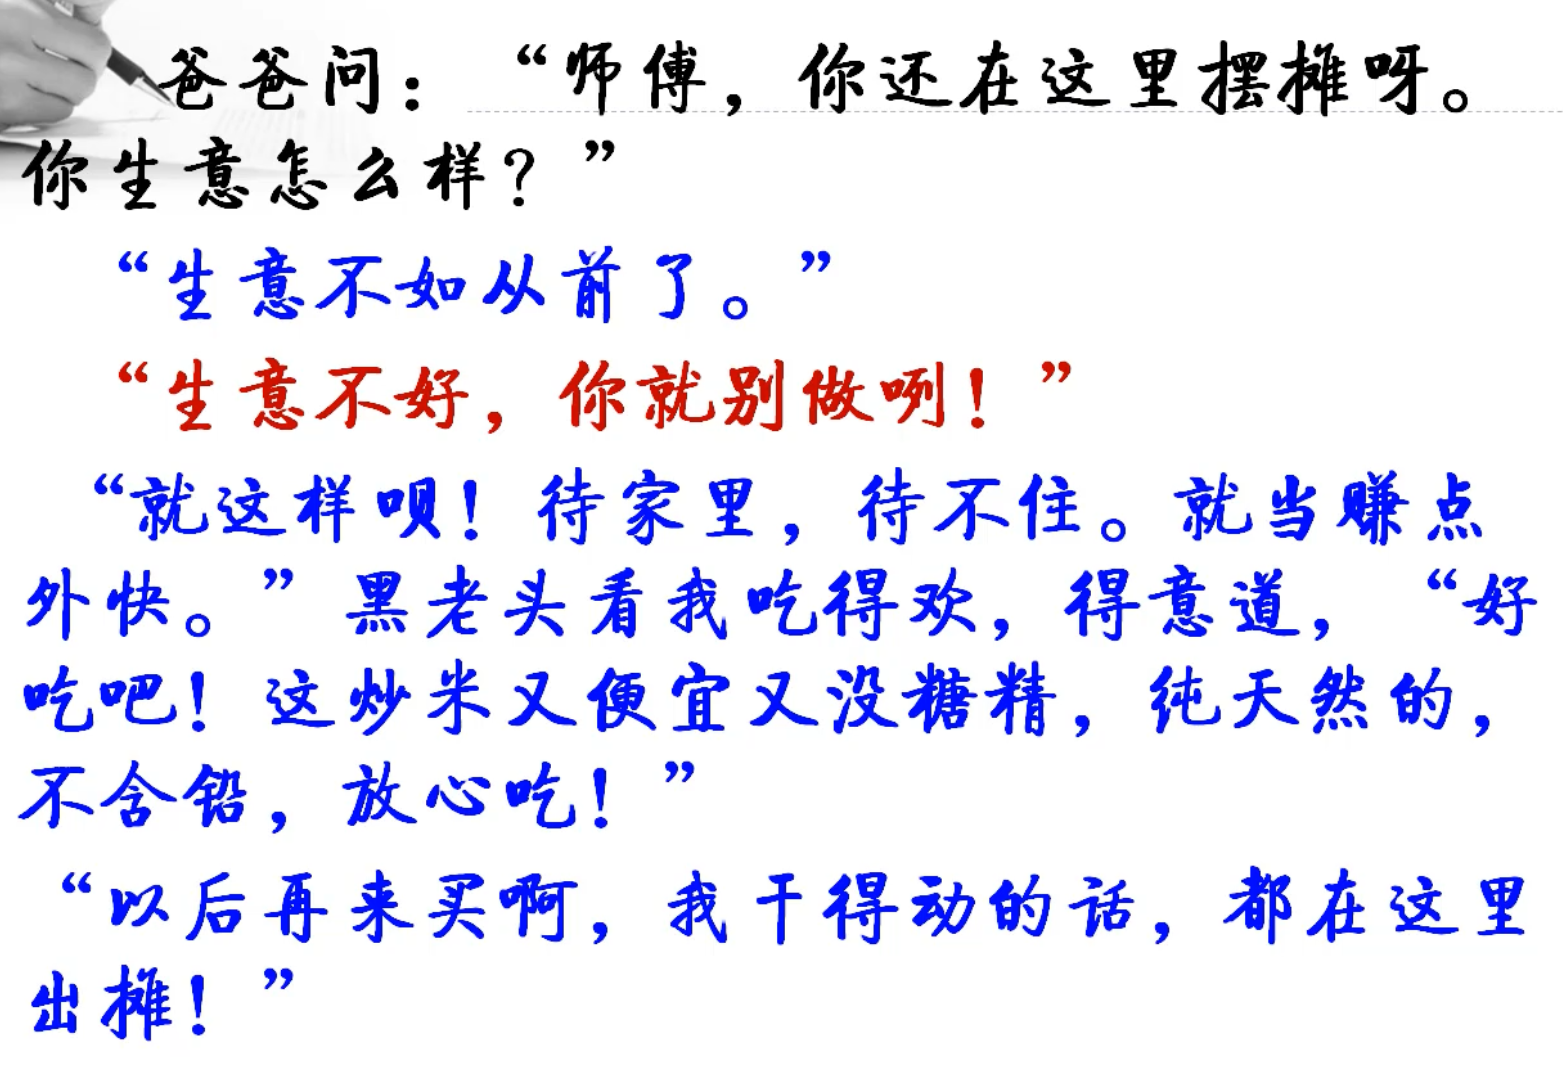 爸爸问：“师傅，你还在这里摆摊呀。
你生意怎么样？”
“生意不如从前了。”
“生意不好，你就别做咧！”
“就这样呗！待家里，待不住。就当赚点
外快。”黑老头看我吃得欢，得意道，“好
吃吧！这炒米又便宜又没糖精，纯天然的，
不含铅，放心吃！”
“以后再来买啊，我干得动的话，都在这里
出摊！”